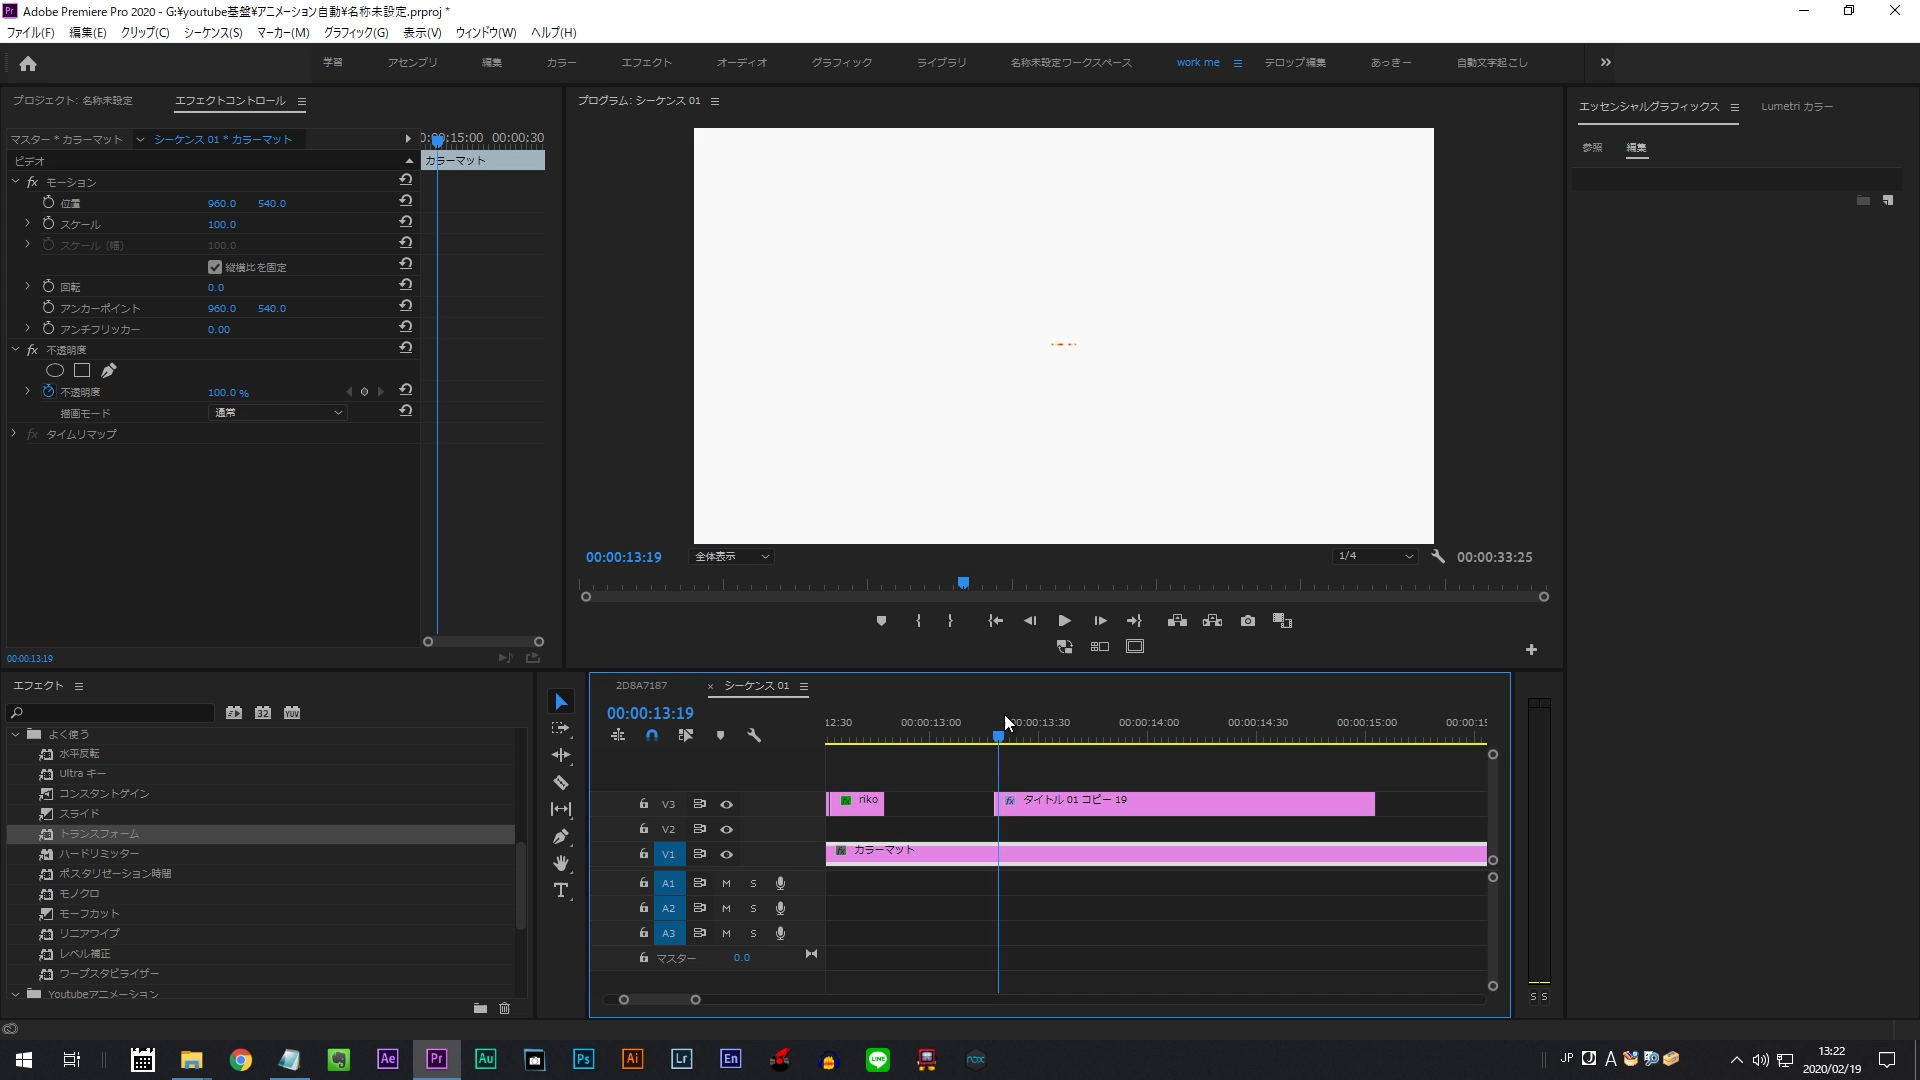 Adobe Premiere Pro 2020 - G:¥youtube基盤¥アニメーション自動¥名称未設定.prproj *
ファイル(F) 編集(E) クリップ(C) シーケンス(S) マーカー(M) グラフィック(G) 表示(V) ウィンドウ(W) ヘルプ(H)
学習 アセンブリ 編集 カラー エフェクト オーディオ グラフィック ライブラリ 名称未設定ワークスペース work me テロップ編集 あっきー 自動文字起こし
プロジェクト: 名称未設定 エフェクトコントロール
マスター * カラーマット シーケンス 01 * カラーマット
15:00 00:00:30
ビデオ
カラーマット
fx モーション
位置 960.0 540.0
スケール 100.0
スケール (幅) 100.0
縦横比を固定
回転 0.0
アンカーポイント 960.0 540.0
アンチフリッカー 0.00
fx 不透明度
不透明度 100.0 %
描画モード 通常
fx タイムリマップ
00:00:13:19
プログラム: シーケンス 01
00:00:13:19 全体表示 1/4 00:00:33:25
エッセンシャルグラフィックス Lumetri カラー
参照 編集
エフェクト
32 YUV
よく使う
水平反転
Ultra キー
コンスタントゲイン
スライド
トランスフォーム
ハードリミッター
ポスタリゼーション時間
モノクロ
モーフカット
リニアワイプ
レベル補正
ワープスタビライザー
Youtubeアニメーション
2D8A7187 × シーケンス 01
00:00:13:19
12:30 00:00:13:00 00:00:13:30 00:00:14:00 00:00:14:30 00:00:15:00 00:00:15
V3 fx riko fx タイトル 01 コピー 19
V2
V1 fx カラーマット
A1 M S
A2 M S
A3 M S
マスター 0.0
S S
Ae Pr Au Ps Ai Lr En LINE nox
JP A
13:22
2020/02/19